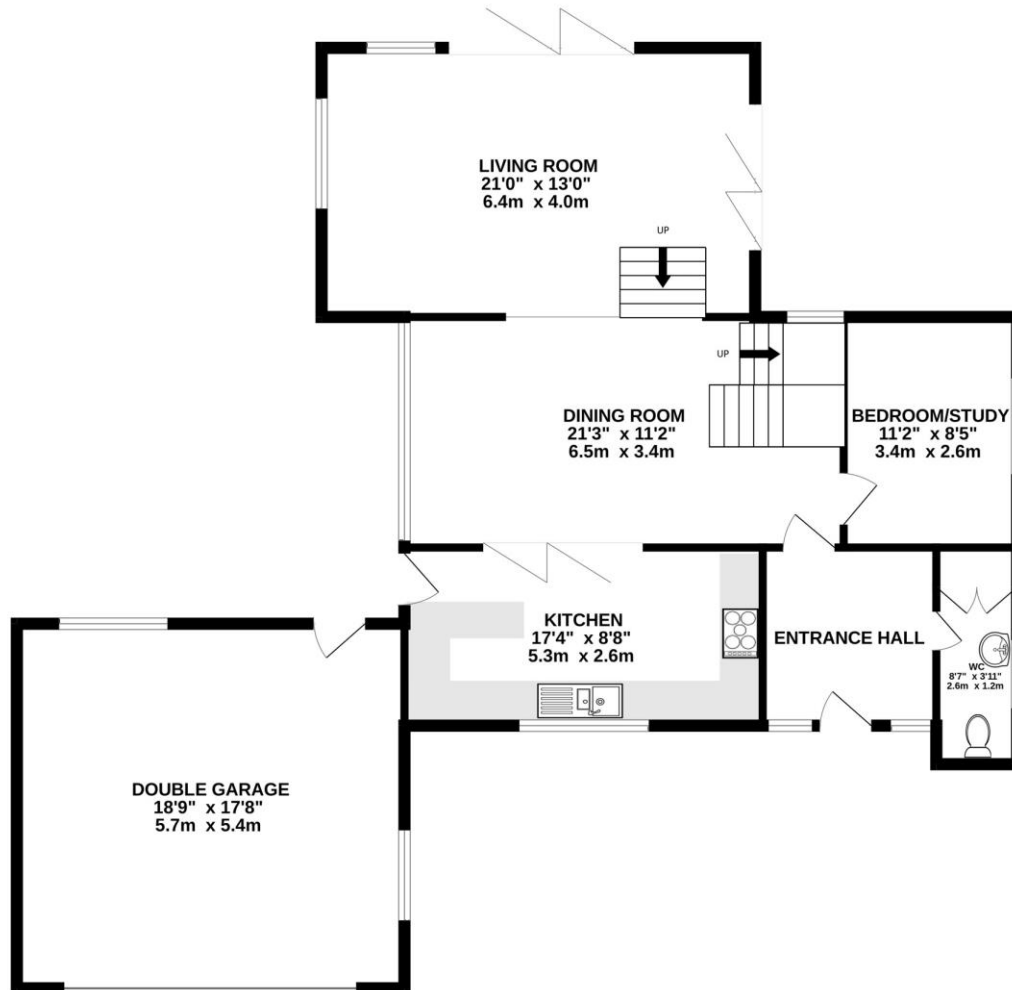 LIVING ROOM
21'0" x 13'0"
6.4m x 4.0m
UP
UP
DINING ROOM
21'3" x 11'2"
6.5m x 3.4m
BEDROOM/STUDY
11'2" x 8'5"
3.4m x 2.6m
KITCHEN
17'4" x 8'8"
5.3m x 2.6m
ENTRANCE HALL
WC
8'7" x 3'11"
2.6m x 1.2m
DOUBLE GARAGE
18'9" x 17'8"
5.7m x 5.4m